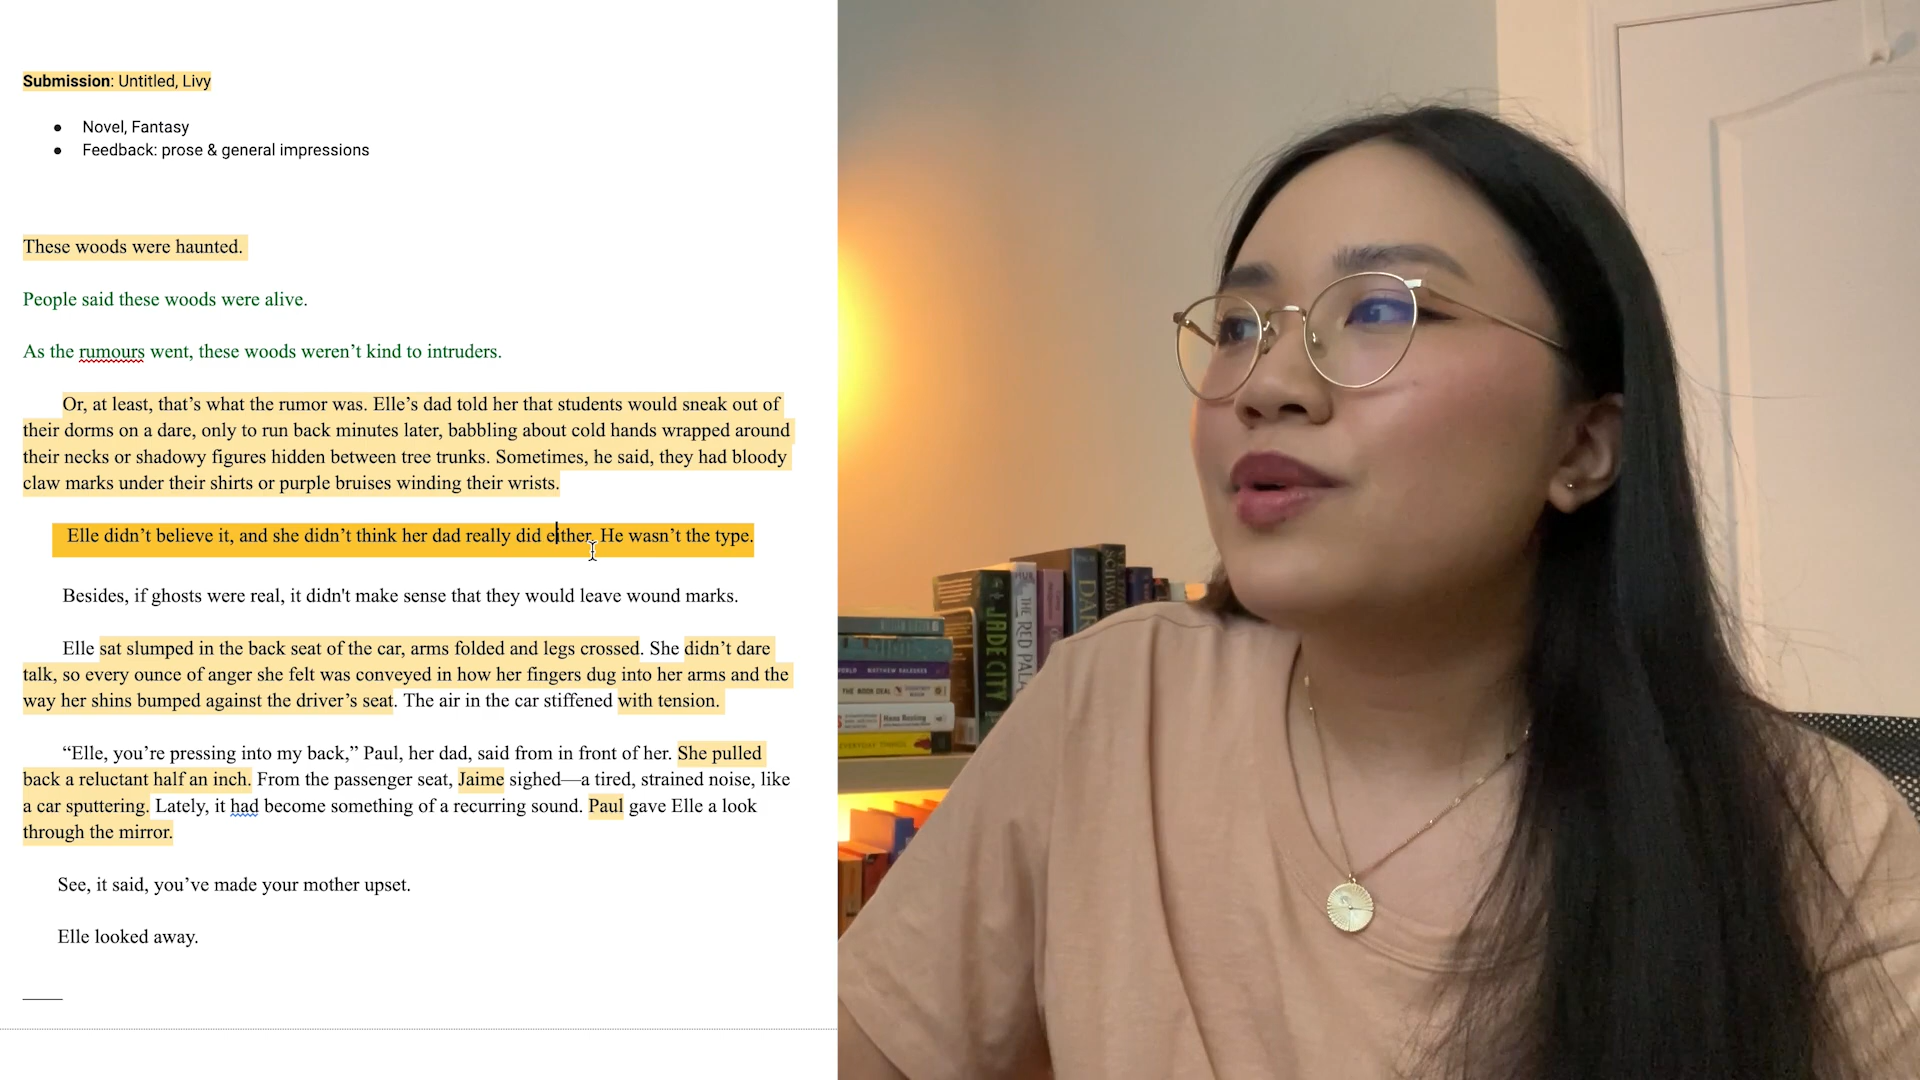 Submission: Untitled, Livy
● Novel, Fantasy
● Feedback: prose & general impressions
These woods were haunted.
People said these woods were alive.
As the rumours went, these woods weren’t kind to intruders.
Or, at least, that’s what the rumor was. Elle’s dad told her that students would sneak out of
their dorms on a dare, only to run back minutes later, babbling about cold hands wrapped around
their necks or shadowy figures hidden between tree trunks. Sometimes, he said, they had bloody
claw marks under their shirts or purple bruises winding their wrists.
Elle didn’t believe it, and she didn’t think her dad really did either. He wasn’t the type.
Besides, if ghosts were real, it didn't make sense that they would leave wound marks.
Elle sat slumped in the back seat of the car, arms folded and legs crossed. She didn’t dare
talk, so every ounce of anger she felt was conveyed in how her fingers dug into her arms and the
way her shins bumped against the driver’s seat. The air in the car stiffened with tension.
“Elle, you’re pressing into my back,” Paul, her dad, said from in front of her. She pulled
back a reluctant half an inch. From the passenger seat, Jaime sighed—a tired, strained noise, like
a car sputtering. Lately, it had become something of a recurring sound. Paul gave Elle a look
through the mirror.
See, it said, you’ve made your mother upset.
Elle looked away.
JADE CITY
THE RED PALA
DAR
SCHWAB
MATTHEW SALESSES
THE BOOK DEAL
EVERYDAY THINGS